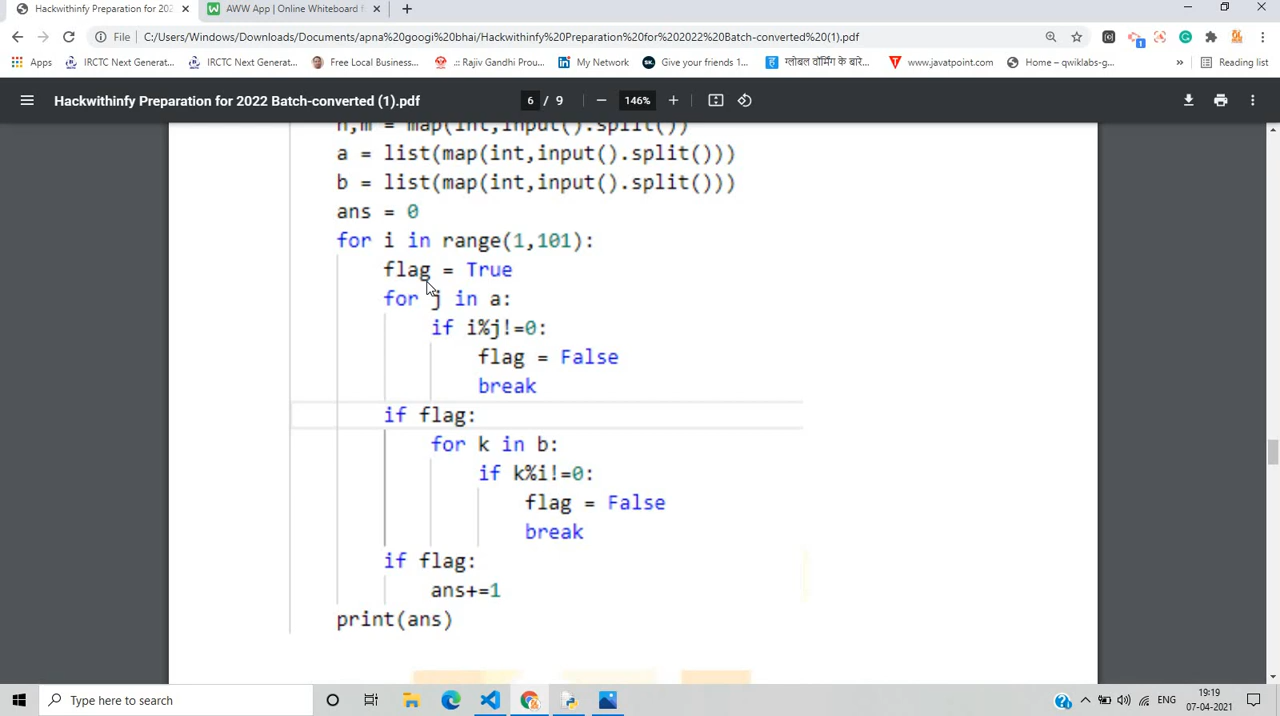 Hackwithinfy Preparation for 202
AWW App | Online Whiteboard f
File C:/Users/Windows/Downloads/Documents/apna%20googi%20bhai/Hackwithinfy%20Preparation%20for%202022%20Batch-converted%20(1).pdf
Apps IRCTC Next Generat... IRCTC Next Generat... Free Local Business... .: Rajiv Gandhi Prou... My Network Give your friends 1... ग्लोबल वॉर्मिंग के बारे... www.javatpoint.com Home – qwiklabs-g... » Reading list
Hackwithinfy Preparation for 2022 Batch-converted (1).pdf 6 / 9 146%
n,m = map(int,input().split())
a = list(map(int,input().split()))
b = list(map(int,input().split()))
ans = 0
for i in range(1,101):
flag = True
for j in a:
if i%j!=0:
flag = False
break
if flag:
for k in b:
if k%i!=0:
flag = False
break
if flag:
ans+=1
print(ans)
Type here to search
ENG
19:19
07-04-2021